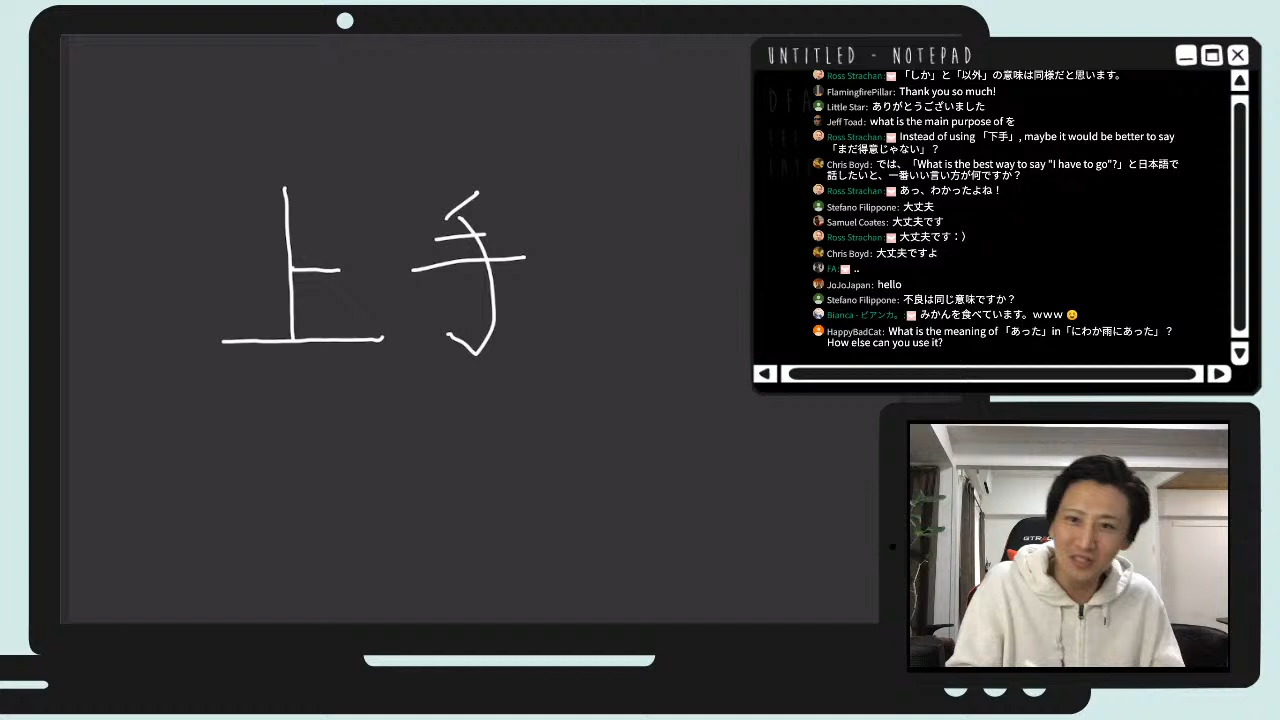 上手
UNTITLED - NOTEPAD
Ross Strachan: 「しか」と「以外」の意味は同様だと思います。
FlamingfirePillar: Thank you so much!
Little Star: ありがとうございました
Jeff Toad: what is the main purpose of を
Ross Strachan: Instead of using 「下手」, maybe it would be better to say
「まだ得意じゃない」？
Chris Boyd: では、「What is the best way to say "I have to go"?」と日本語で
話したいと、一番いい言い方が何ですか？
Ross Strachan: あっ、わかったよね！
Stefano Filippone: 大丈夫
Samuel Coates: 大丈夫です
Ross Strachan: 大丈夫です：）
Chris Boyd: 大丈夫ですよ
FA: ..
JoJoJapan: hello
Stefano Filippone: 不良は同じ意味ですか？
Bianca - ビアンカ。: みかんを食べています。ｗｗｗ
HappyBadCat: What is the meaning of 「あった」in「にわか雨にあった」？
How else can you use it?